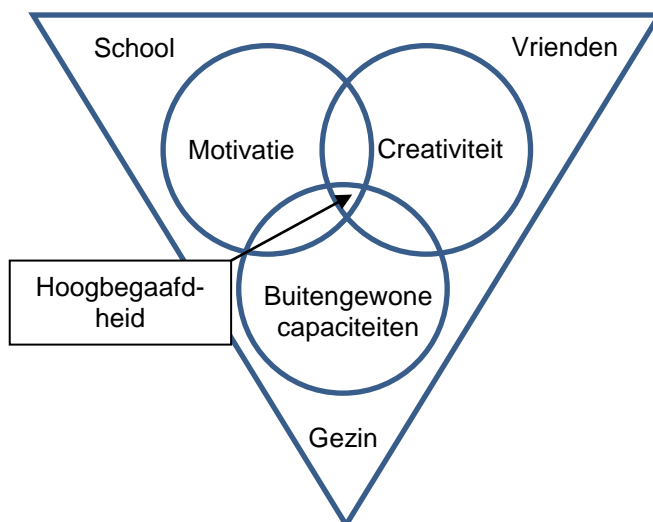 School
Vrienden
Motivatie
Creativiteit
Hoogbegaafd-
heid
Buitengewone
capaciteiten
Gezin